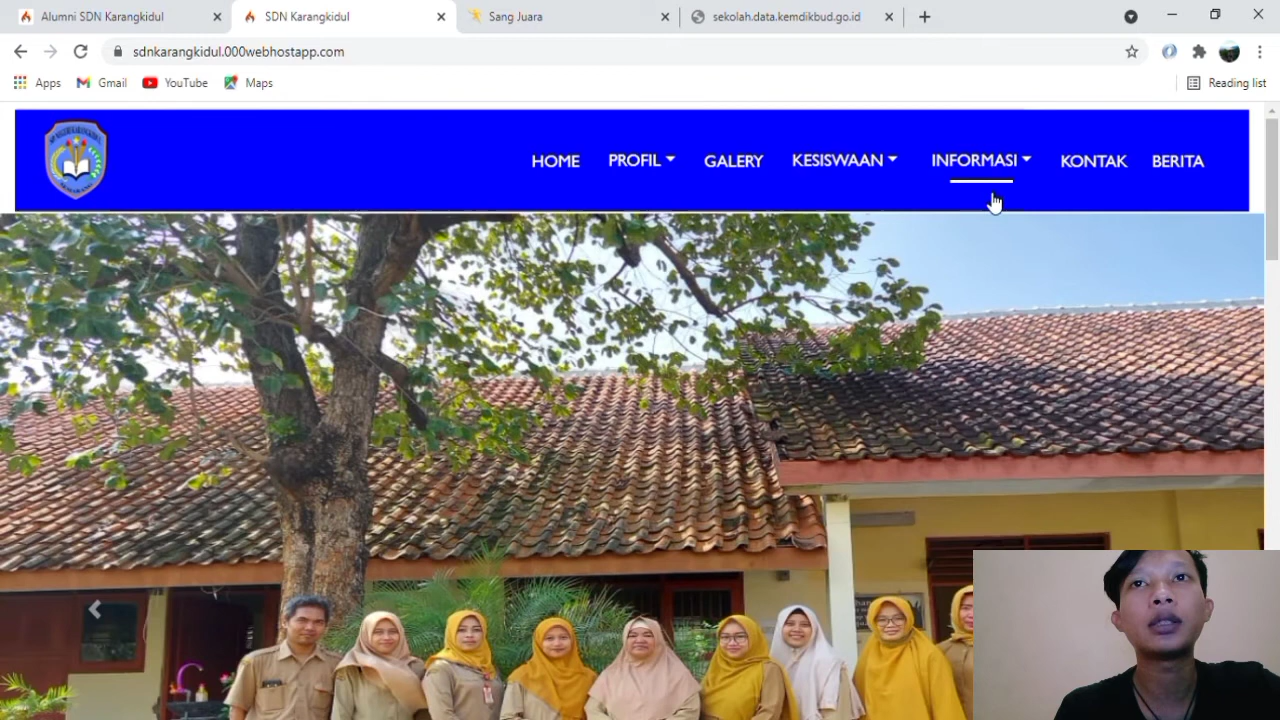 Alumni SDN Karangkidul
SDN Karangkidul
Sang Juara
sekolah.data.kemdikbud.go.id
sdnkarangkidul.000webhostapp.com
Apps
Gmail
YouTube
Maps
Reading list
HOME
PROFIL
GALERY
KESISWAAN
INFORMASI
KONTAK
BERITA